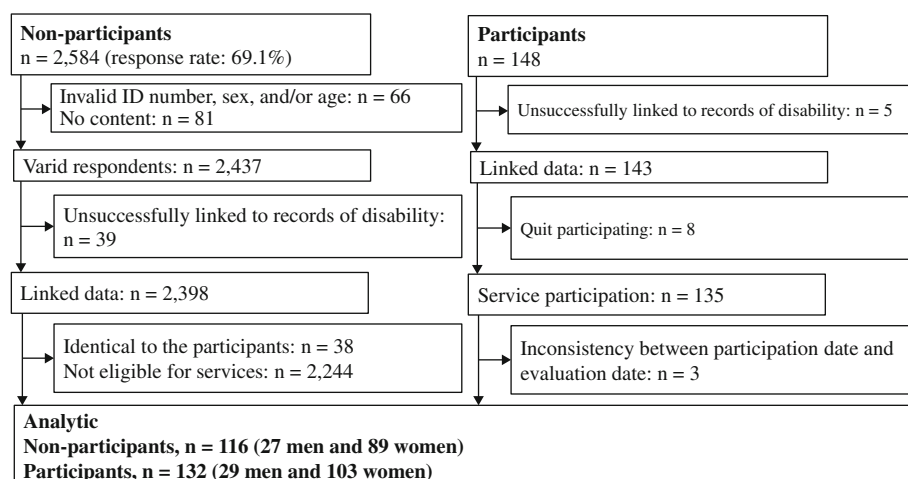 Non-participants
n = 2,584 (response rate: 69.1%)
Invalid ID number, sex, and/or age: n = 66
No content: n = 81
Varid respondents: n = 2,437
Unsuccessfully linked to records of disability:
n = 39
Linked data: n = 2,398
Identical to the participants: n = 38
Not eligible for services: n = 2,244
Participants
n = 148
Unsuccessfully linked to records of disability: n = 5
Linked data: n = 143
Quit participating: n = 8
Service participation: n = 135
Inconsistency between participation date and
evaluation date: n = 3
Analytic
Non-participants, n = 116 (27 men and 89 women)
Participants, n = 132 (29 men and 103 women)